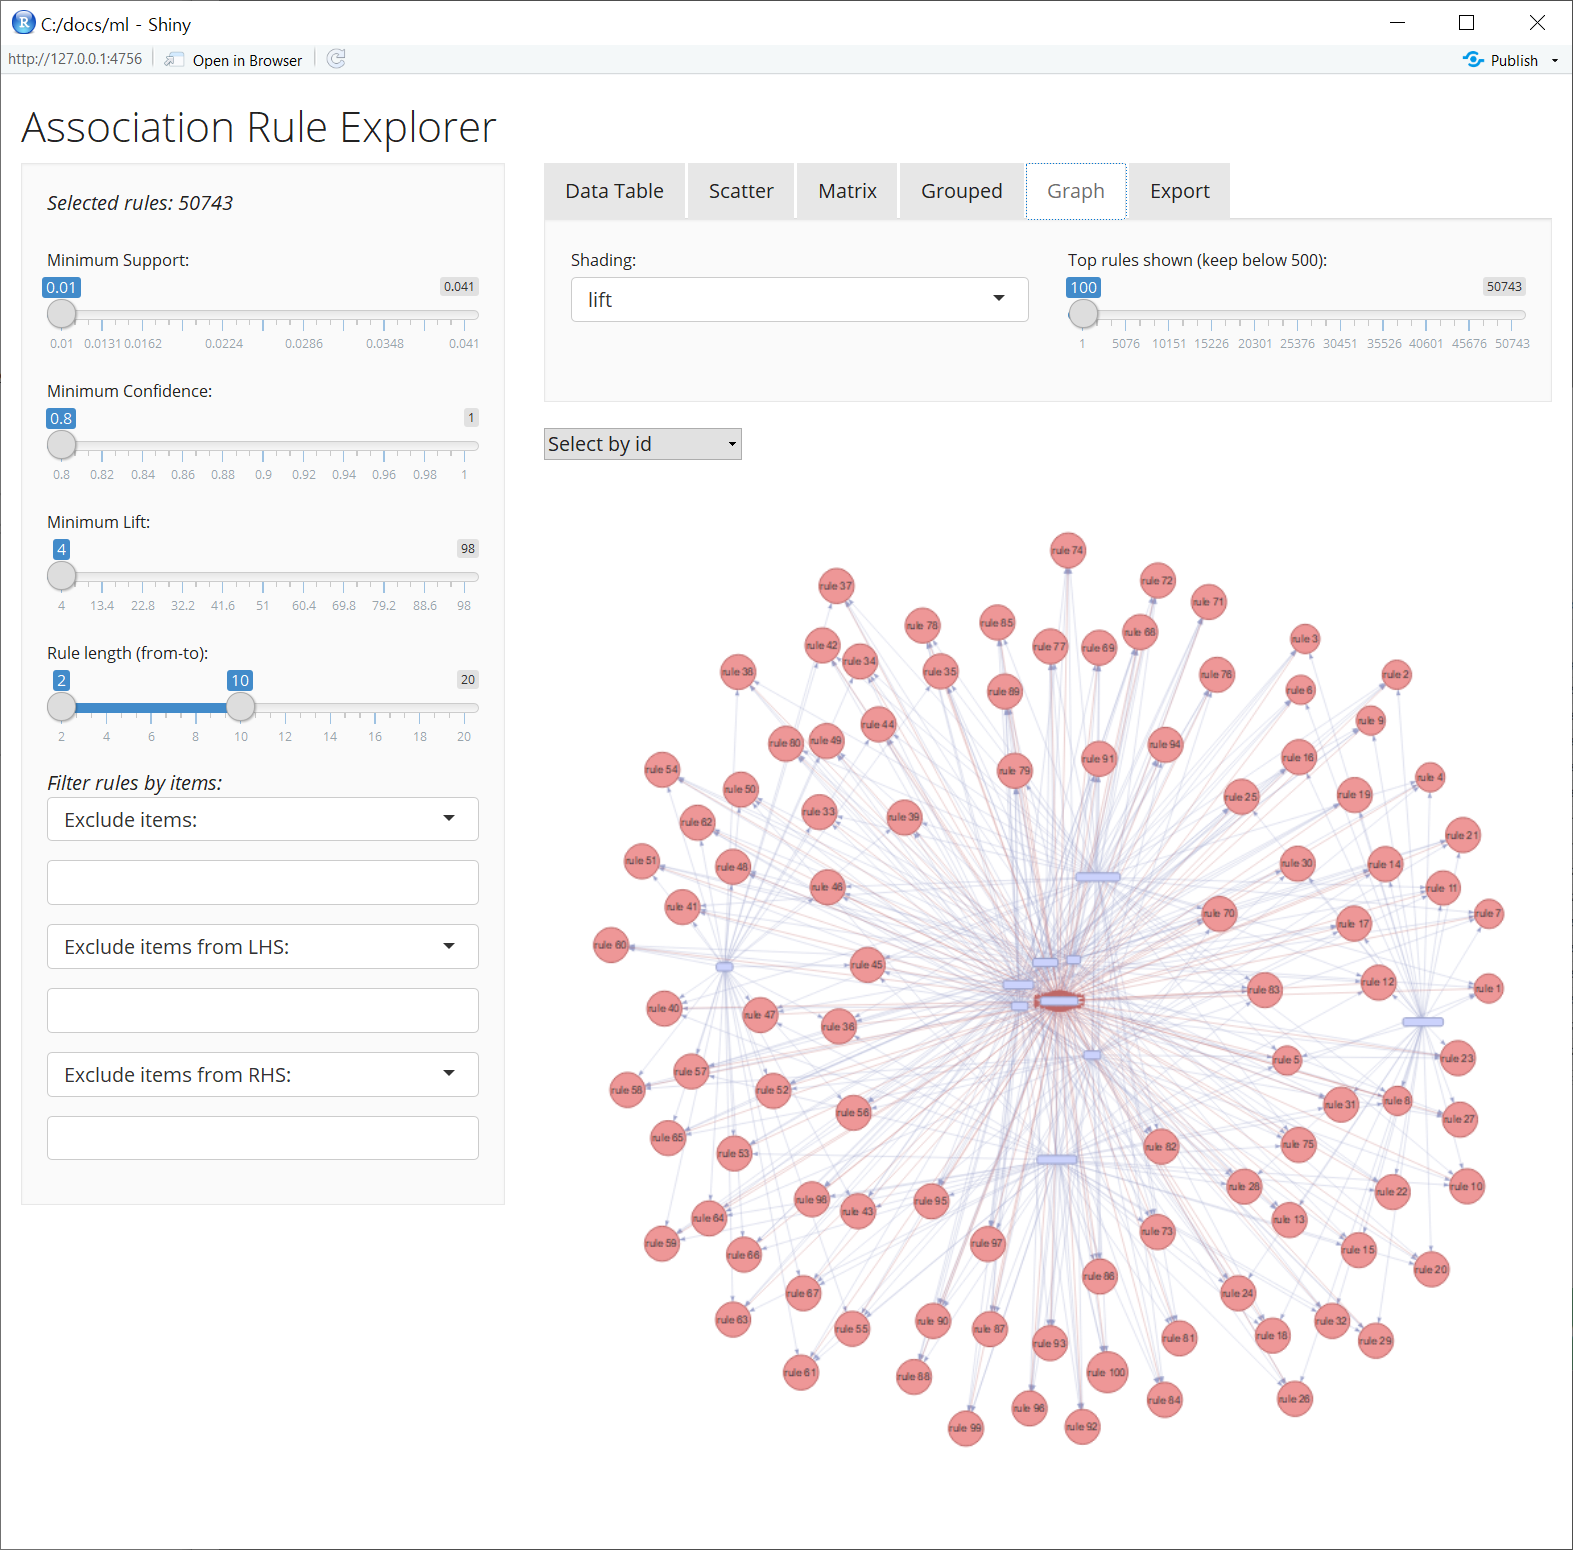 C:/docs/ml - Shiny
http://127.0.0.1:4756 Open in Browser Publish
Association Rule Explorer
Selected rules: 50743
Minimum Support:
0.01 0.041
0.01 0.0131 0.0162 0.0224 0.0286 0.0348 0.041
Minimum Confidence:
0.8 1
0.8 0.82 0.84 0.86 0.88 0.9 0.92 0.94 0.96 0.98 1
Minimum Lift:
4 98
4 13.4 22.8 32.2 41.6 51 60.4 69.8 79.2 88.6 98
Rule length (from-to):
2 10 20
2 4 6 8 10 12 14 16 18 20
Filter rules by items:
Exclude items:
Exclude items from LHS:
Exclude items from RHS:
Data Table Scatter Matrix Grouped Graph Export
Shading:
lift
Top rules shown (keep below 500):
100 50743
1 5076 10151 15226 20301 25376 30451 35526 40601 45676 50743
Select by id
rule 74
rule 72
rule 37
rule 71
rule 85
rule 78
rule 68
rule 3
rule 42
rule 77
rule 69
rule 34
rule 38
rule 35
rule 76
rule 2
rule 6
rule 89
rule 9
rule 44
rule 49
rule 80
rule 94
rule 16
rule 91
rule 54
rule 79
rule 4
rule 50
rule 19
rule 25
rule 33
rule 39
rule 62
rule 21
rule 51
rule 30
rule 14
rule 48
rule 46
rule 11
rule 41
rule 70
rule 7
rule 17
rule 60
rule 45
rule 12
rule 1
rule 83
rule 40
rule 47
rule 36
rule 23
rule 5
rule 57
rule 58
rule 52
rule 8
rule 31
rule 56
rule 27
rule 65
rule 75
rule 82
rule 53
rule 28
rule 10
rule 22
rule 98
rule 95
rule 43
rule 64
rule 13
rule 73
rule 59
rule 97
rule 15
rule 66
rule 20
rule 86
rule 67
rule 24
rule 63
rule 90
rule 32
rule 55
rule 87
rule 18
rule 81
rule 29
rule 93
rule 61
rule 100
rule 88
rule 26
rule 84
rule 96
rule 92
rule 99